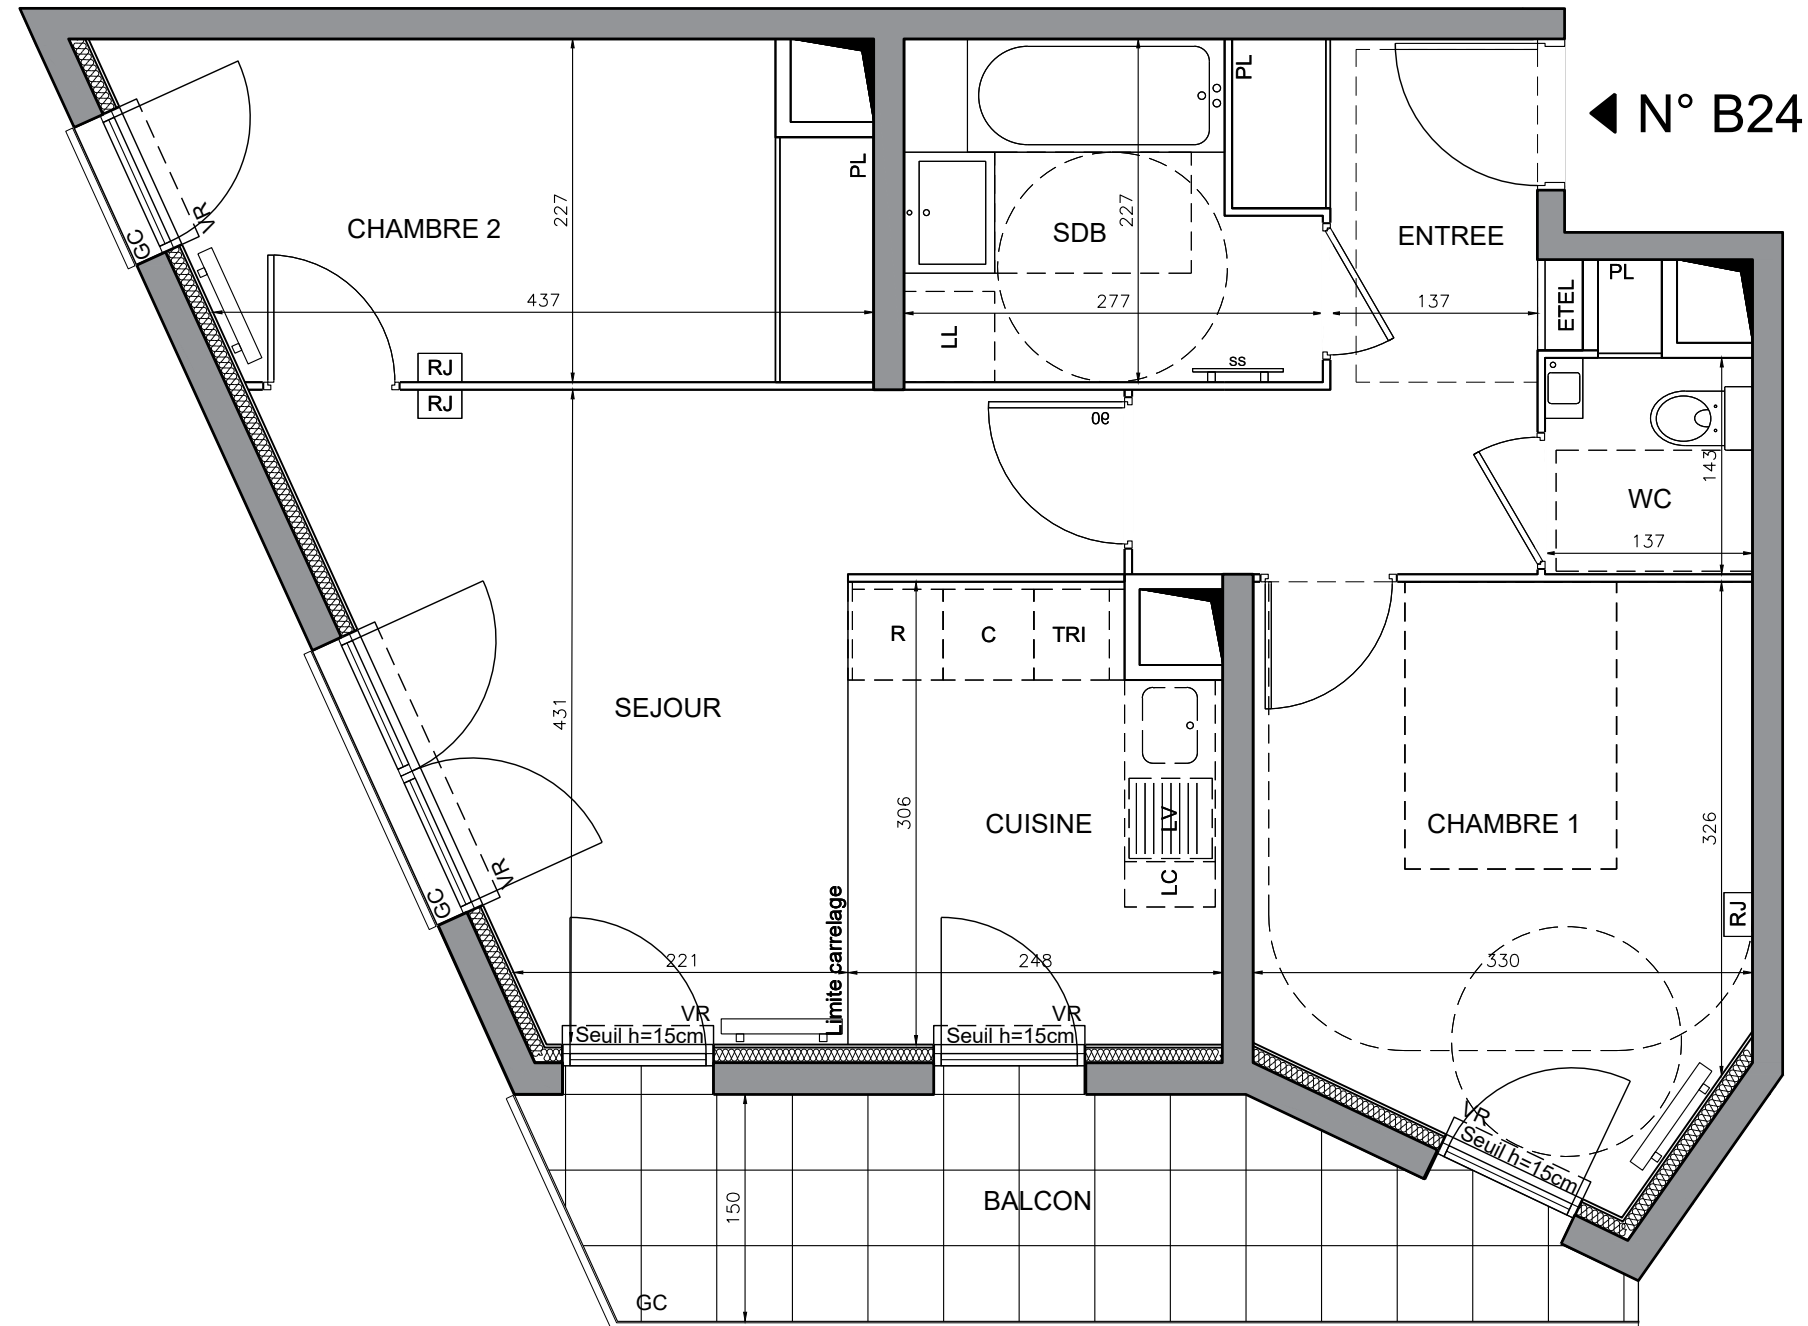 ◄ N° B24
PL
PL
227
227
CHAMBRE 2
SDB
ENTREE
VR
GC
437
277
137
ETEL
PL
LL
ss
RJ
RJ
90
143
WC
137
R
C
TRI
SEJOUR
431
306
CUISINE
LV
LC
CHAMBRE 1
326
VR
GC
Limite carrelage
RJ
221
248
330
VR
Seuil h=15cm
VR
Seuil h=15cm
VR
Seuil h=15cm
150
BALCON
GC